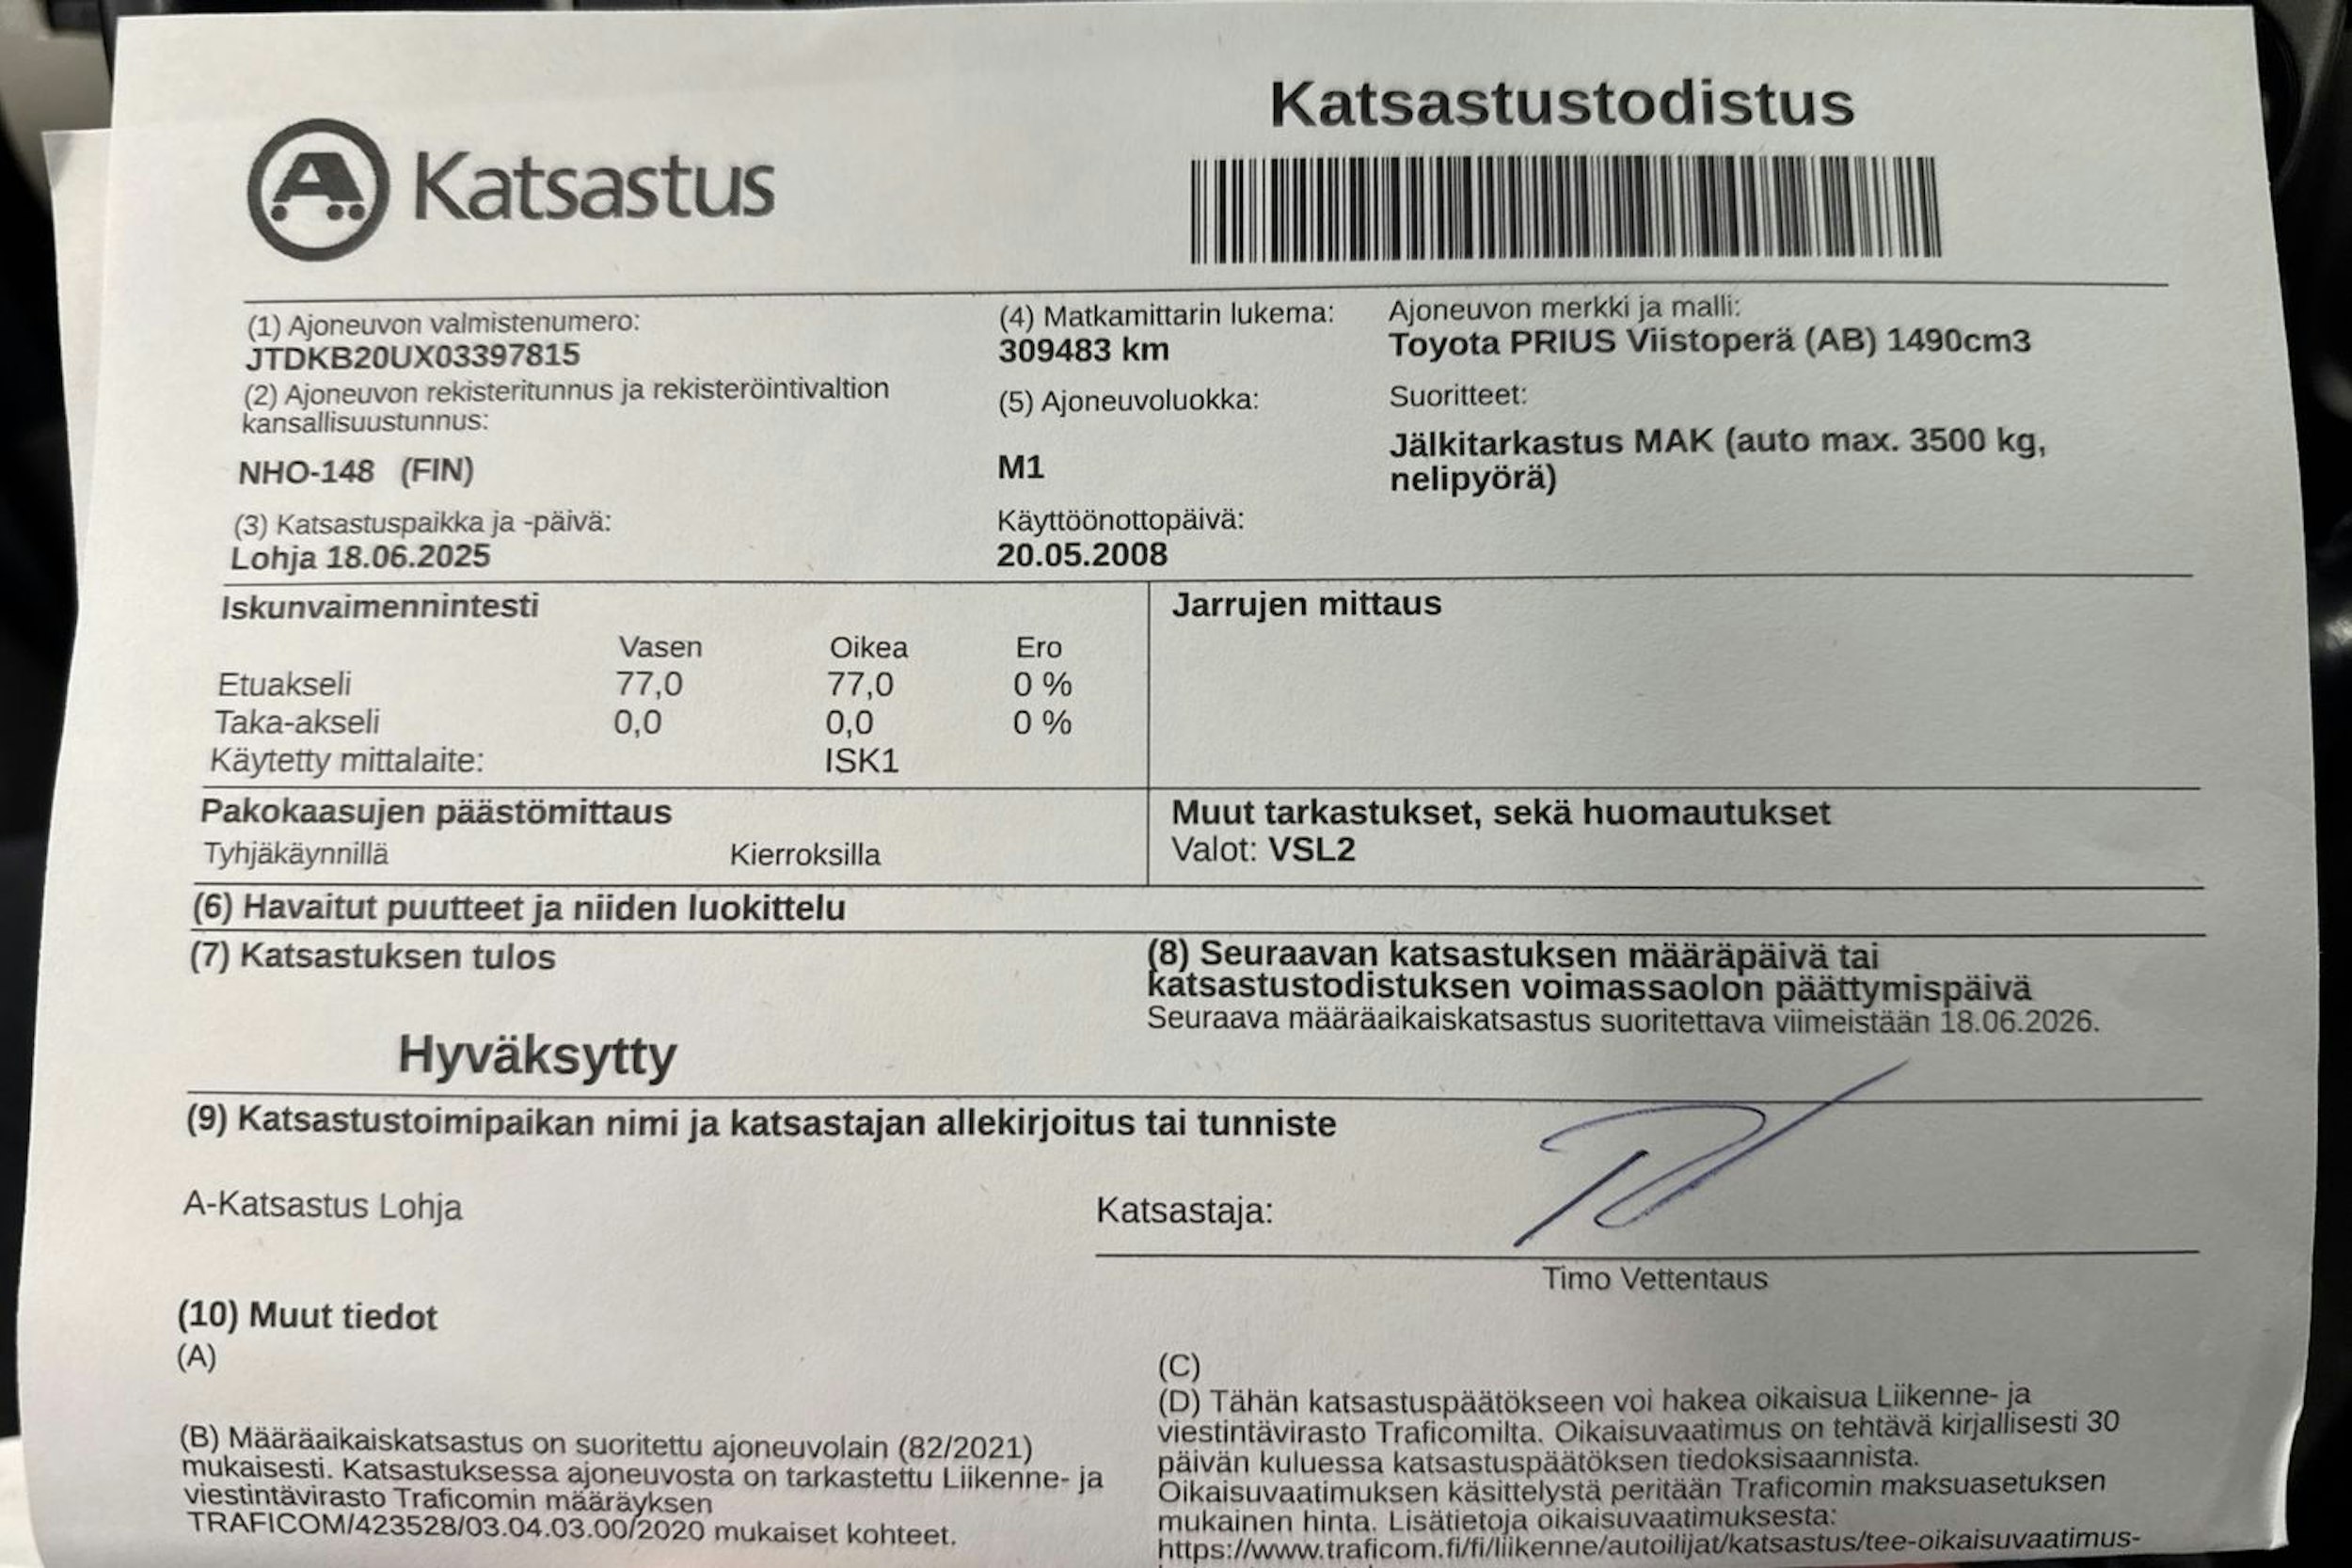 Katsastustodistus
A Katsastus
(1) Ajoneuvon valmistenumero:
JTDKB20UX03397815
(2) Ajoneuvon rekisteritunnus ja rekisteröintivaltion
kansallisuustunnus:
NHO-148 (FIN)
(3) Katsastuspaikka ja -päivä:
Lohja 18.06.2025
(4) Matkamittarin lukema:
309483 km
(5) Ajoneuvoluokka:
M1
Käyttöönottopäivä:
20.05.2008
Ajoneuvon merkki ja malli:
Toyota PRIUS Viistoperä (AB) 1490cm3
Suoritteet:
Jälkitarkastus MAK (auto max. 3500 kg,
nelipyörä)
Iskunvaimennintesti
Vasen Oikea Ero
Etuakseli 77,0 77,0 0 %
Taka-akseli 0,0 0,0 0 %
Käytetty mittalaite: ISK1
Jarrujen mittaus
Pakokaasujen päästömittaus
Tyhjäkäynnillä Kierroksilla
Muut tarkastukset, sekä huomautukset
Valot: VSL2
(6) Havaitut puutteet ja niiden luokittelu
(7) Katsastuksen tulos
Hyväksytty
(8) Seuraavan katsastuksen määräpäivä tai
katsastustodistuksen voimassaolon päättymispäivä
Seuraava määräaikaiskatsastus suoritettava viimeistään 18.06.2026.
(9) Katsastustoimipaikan nimi ja katsastajan allekirjoitus tai tunniste
A-Katsastus Lohja
Katsastaja:
Timo Vettentaus
(10) Muut tiedot
(A)
(B) Määräaikaiskatsastus on suoritettu ajoneuvolain (82/2021)
mukaisesti. Katsastuksessa ajoneuvosta on tarkastettu Liikenne- ja
viestintävirasto Traficomin määräyksen
TRAFICOM/423528/03.04.03.00/2020 mukaiset kohteet.
(C)
(D) Tähän katsastuspäätökseen voi hakea oikaisua Liikenne- ja
viestintävirasto Traficomilta. Oikaisuvaatimus on tehtävä kirjallisesti 30
päivän kuluessa katsastuspäätöksen tiedoksisaannista.
Oikaisuvaatimuksen käsittelystä peritään Traficomin maksuasetuksen
mukainen hinta. Lisätietoja oikaisuvaatimuksesta:
https://www.traficom.fi/fi/liikenne/autoilijat/katsastus/tee-oikaisuvaatimus-